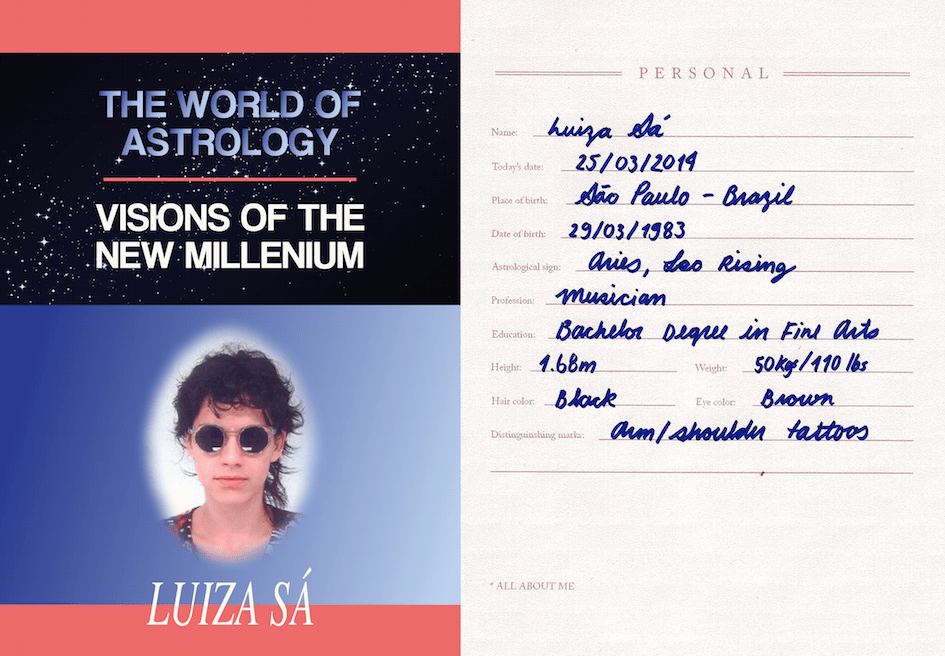 THE WORLD OF
ASTROLOGY
VISIONS OF THE
NEW MILLENIUM
LUIZA SÁ
PERSONAL
Name: Luiza Sá
Today's date: 25/03/2019
Place of birth: São Paulo - Brazil
Date of birth: 29/03/1983
Astrological sign: Aries, Leo Rising
Profession: Musician
Education: Bachelor Degree in Fine Arts
Height: 1.68m Weight: 50kgs/110 lbs
Hair color: Black Eye color: Brown
Distinguinshing marks: Arm/shoulder tattoos
* ALL ABOUT ME